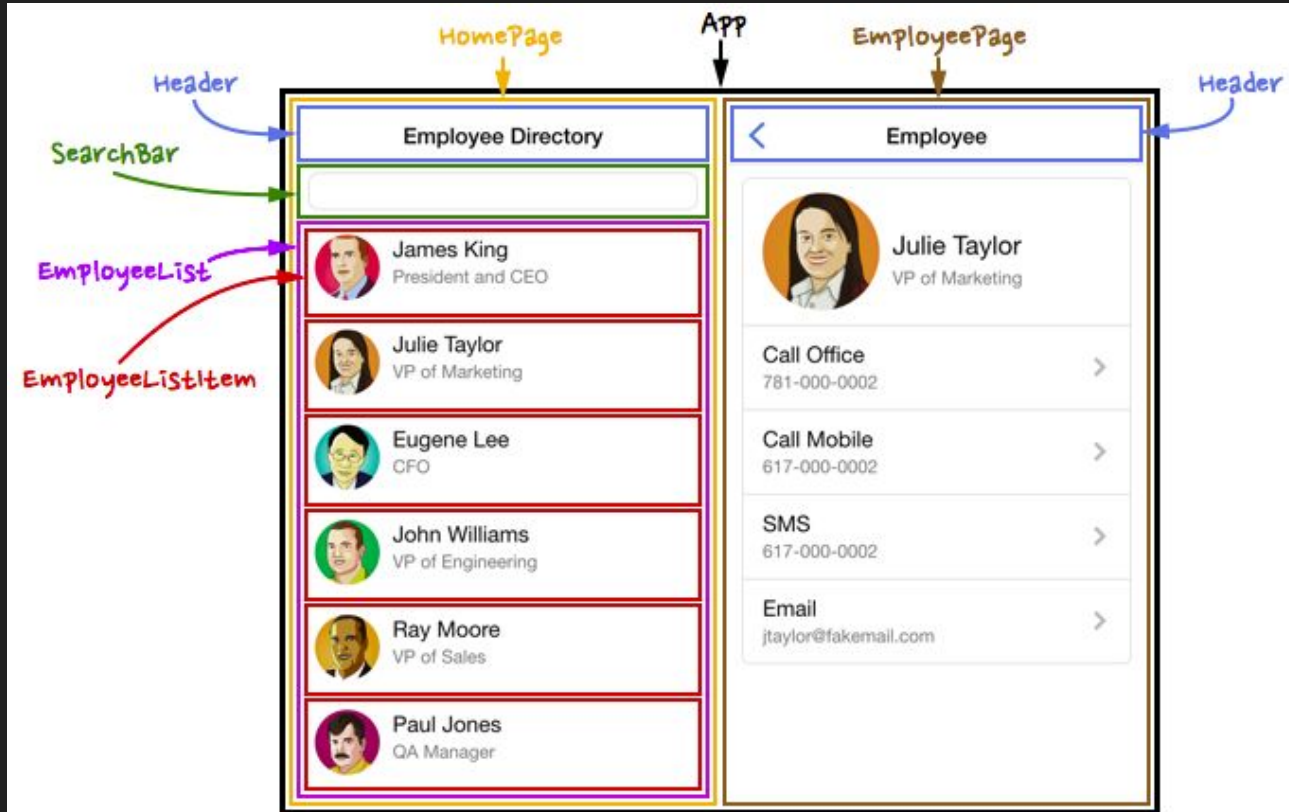 HomePage
App
EmployeePage
Header
Header
SearchBar
EmployeeList
EmployeeListItem
Employee Directory
James King
President and CEO
Julie Taylor
VP of Marketing
Eugene Lee
CFO
John Williams
VP of Engineering
Ray Moore
VP of Sales
Paul Jones
QA Manager
Employee
Julie Taylor
VP of Marketing
Call Office
781-000-0002
Call Mobile
617-000-0002
SMS
617-000-0002
Email
jtaylor@fakemail.com